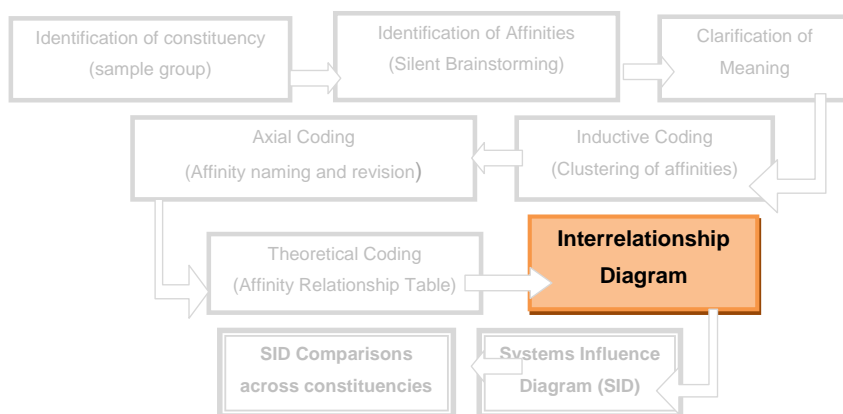 Identification of constituency
(sample group)
Identification of Affinities
(Silent Brainstorming)
Clarification of
Meaning
Axial Coding
(Affinity naming and revision)
Inductive Coding
(Clustering of affinities)
Theoretical Coding
(Affinity Relationship Table)
Interrelationship
Diagram
SID Comparisons
across constituencies
Systems Influence
Diagram (SID)